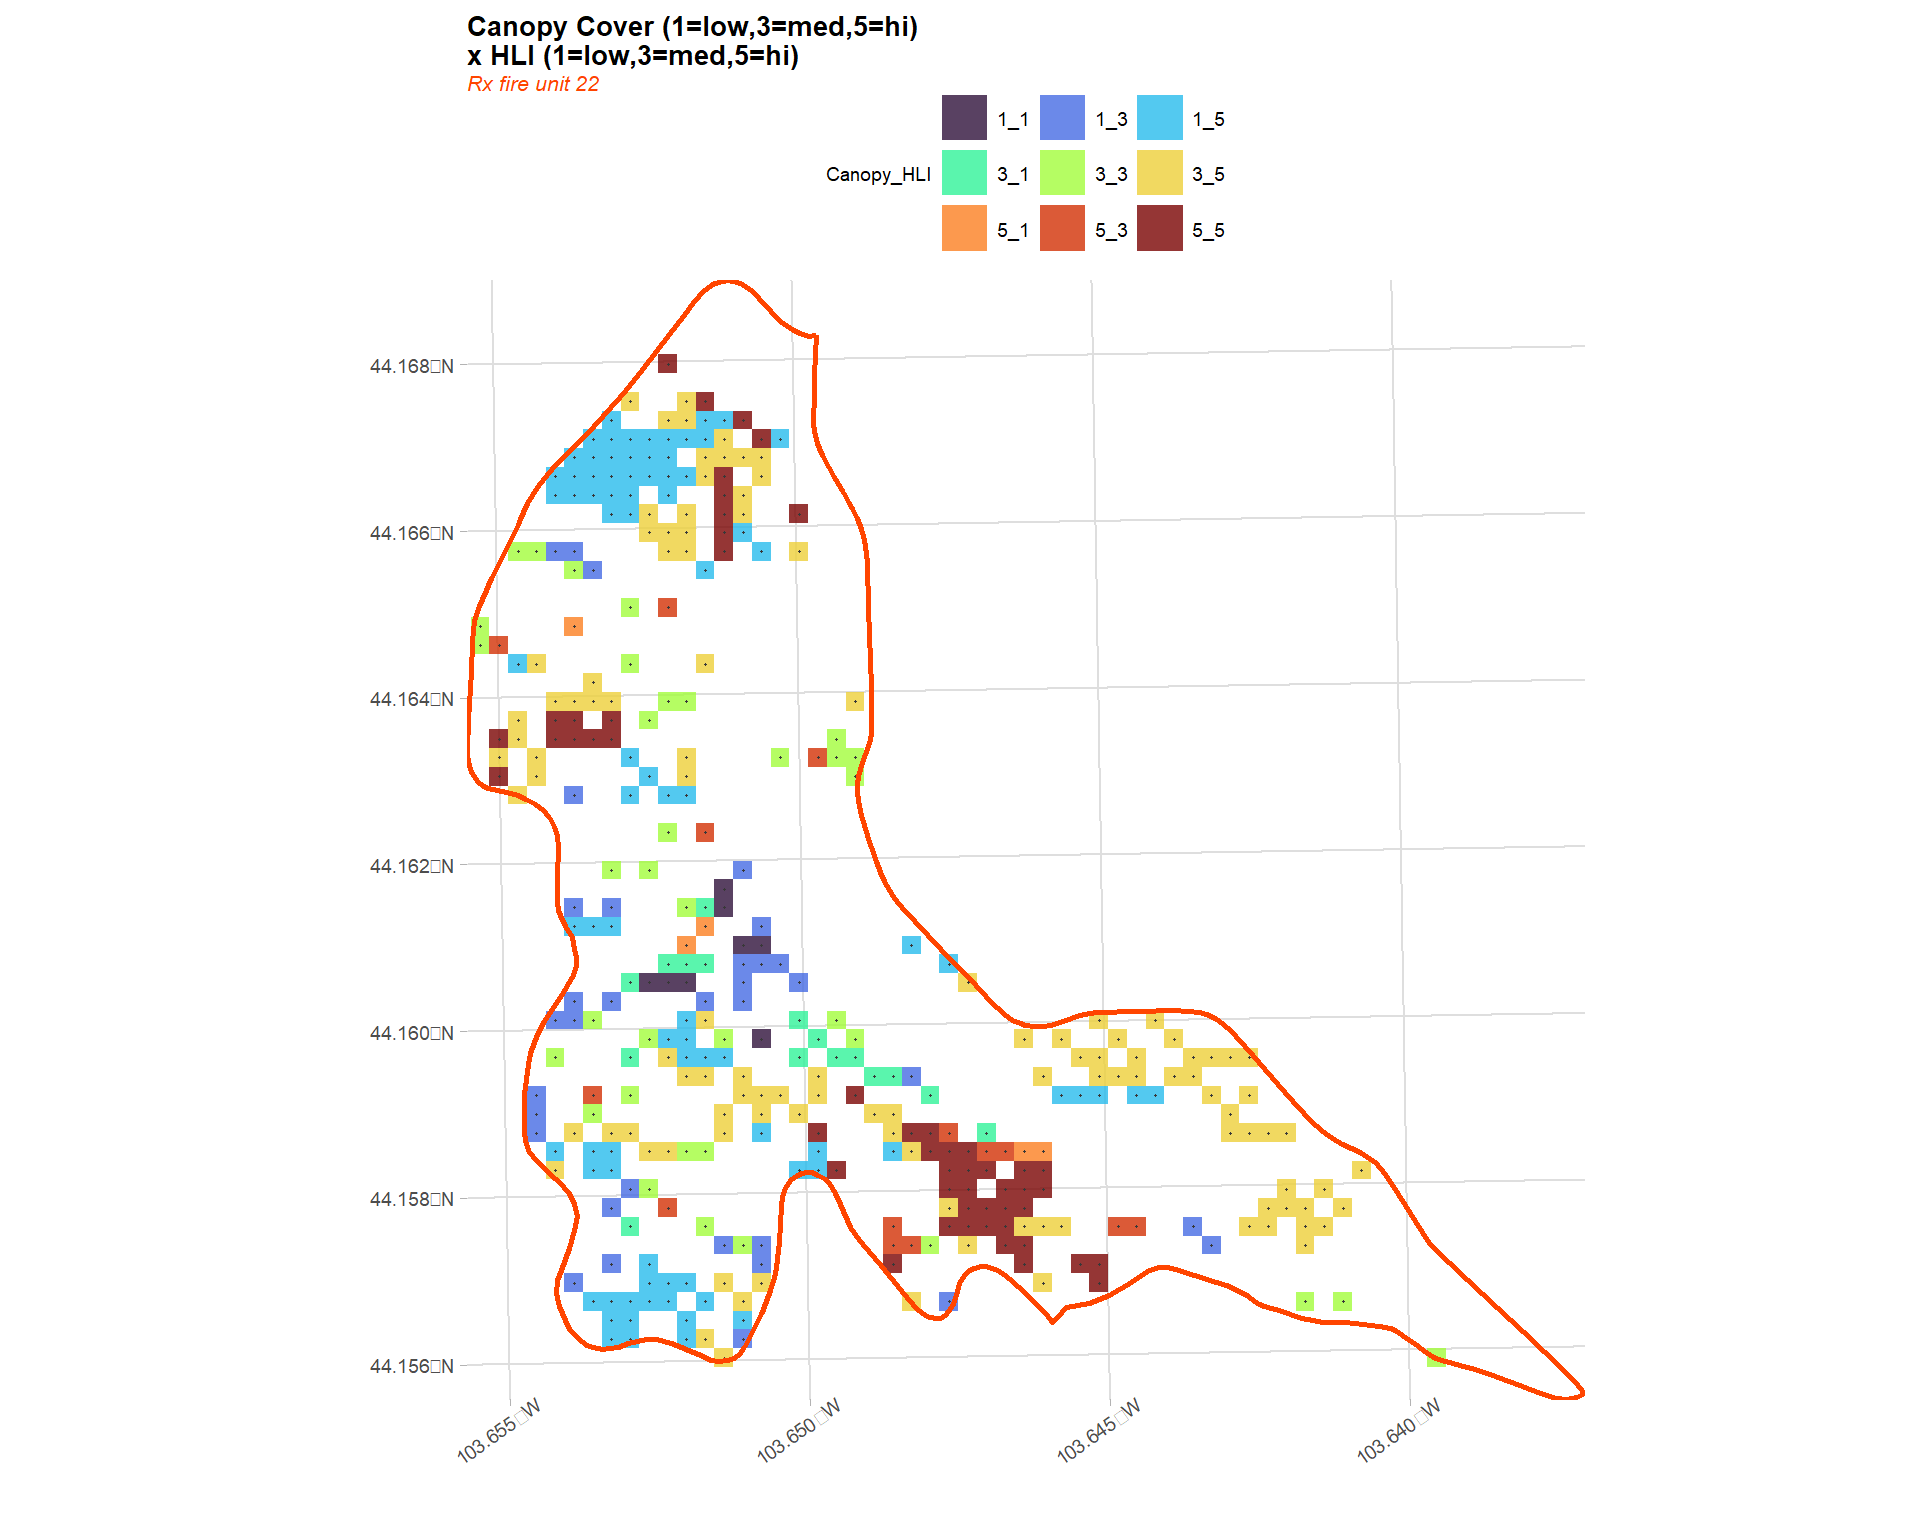 Canopy Cover (1=low,3=med,5=hi)
x HLI (1=low,3=med,5=hi)
Rx fire unit 22
1_1 1_3 1_5
Canopy_HLI 3_1 3_3 3_5
5_1 5_3 5_5
44.168▯N
44.166▯N
44.164▯N
44.162▯N
44.160▯N
44.158▯N
44.156▯N
103.655▯W 103.650▯W 103.645▯W 103.640▯W